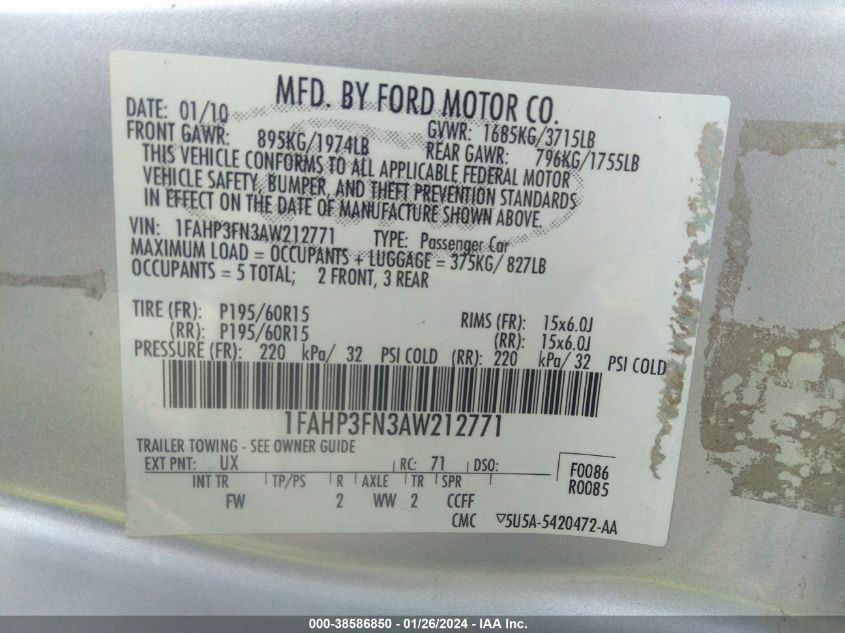 MFD. BY FORD MOTOR CO.
DATE: 01/10 GVWR: 1685KG/3715LB
FRONT GAWR: 895KG/1974LB REAR GAWR: 796KG/1755LB
THIS VEHICLE CONFORMS TO ALL APPLICABLE FEDERAL MOTOR
VEHICLE SAFETY, BUMPER, AND THEFT PREVENTION STANDARDS
IN EFFECT ON THE DATE OF MANUFACTURE SHOWN ABOVE.
VIN: 1FAHP3FN3AW212771 TYPE: Passenger Car
MAXIMUM LOAD = OCCUPANTS + LUGGAGE = 375KG/ 827LB
OCCUPANTS = 5 TOTAL; 2 FRONT, 3 REAR
TIRE (FR): P195/60R15 RIMS (FR): 15x6.0J
(RR): P195/60R15 (RR): 15x6.0J
PRESSURE (FR): 220 kPa/ 32 PSI COLD (RR): 220 kPa/ 32 PSI COLD
1FAHP3FN3AW212771
TRAILER TOWING - SEE OWNER GUIDE
EXT PNT: UX RC: 71 DSO: F0086
R0085
INT TR TP/PS R AXLE TR SPR
FW 2 WW 2 CCFF
CMC ▽5U5A-5420472-AA
000-38586850 - 01/26/2024 - IAA Inc.